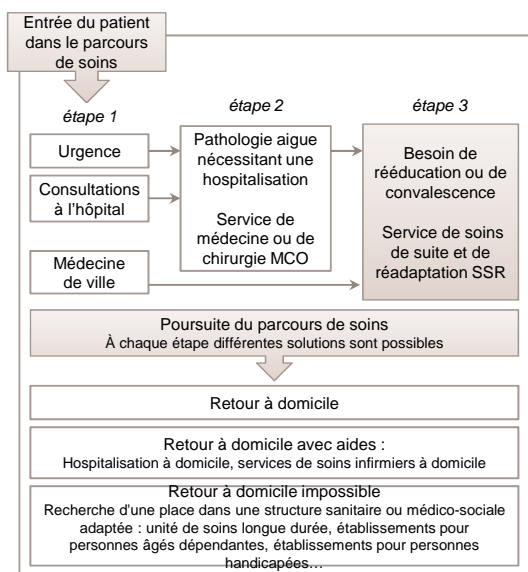 Entrée du patient
dans le parcours
de soins
étape 1
étape 2
étape 3
Urgence
Consultations
à l'hôpital
Médecine
de ville
Pathologie aigue
nécessitant une
hospitalisation
Service de
médecine ou de
chirurgie MCO
Besoin de
rééducation ou de
convalescence
Service de soins
de suite et de
réadaptation SSR
Poursuite du parcours de soins
À chaque étape différentes solutions sont possibles
Retour à domicile
Retour à domicile avec aides :
Hospitalisation à domicile, services de soins infirmiers à domicile
Retour à domicile impossible
Recherche d'une place dans une structure sanitaire ou médico-sociale
adaptée : unité de soins longue durée, établissements pour
personnes âgés dépendantes, établissements pour personnes
handicapées…